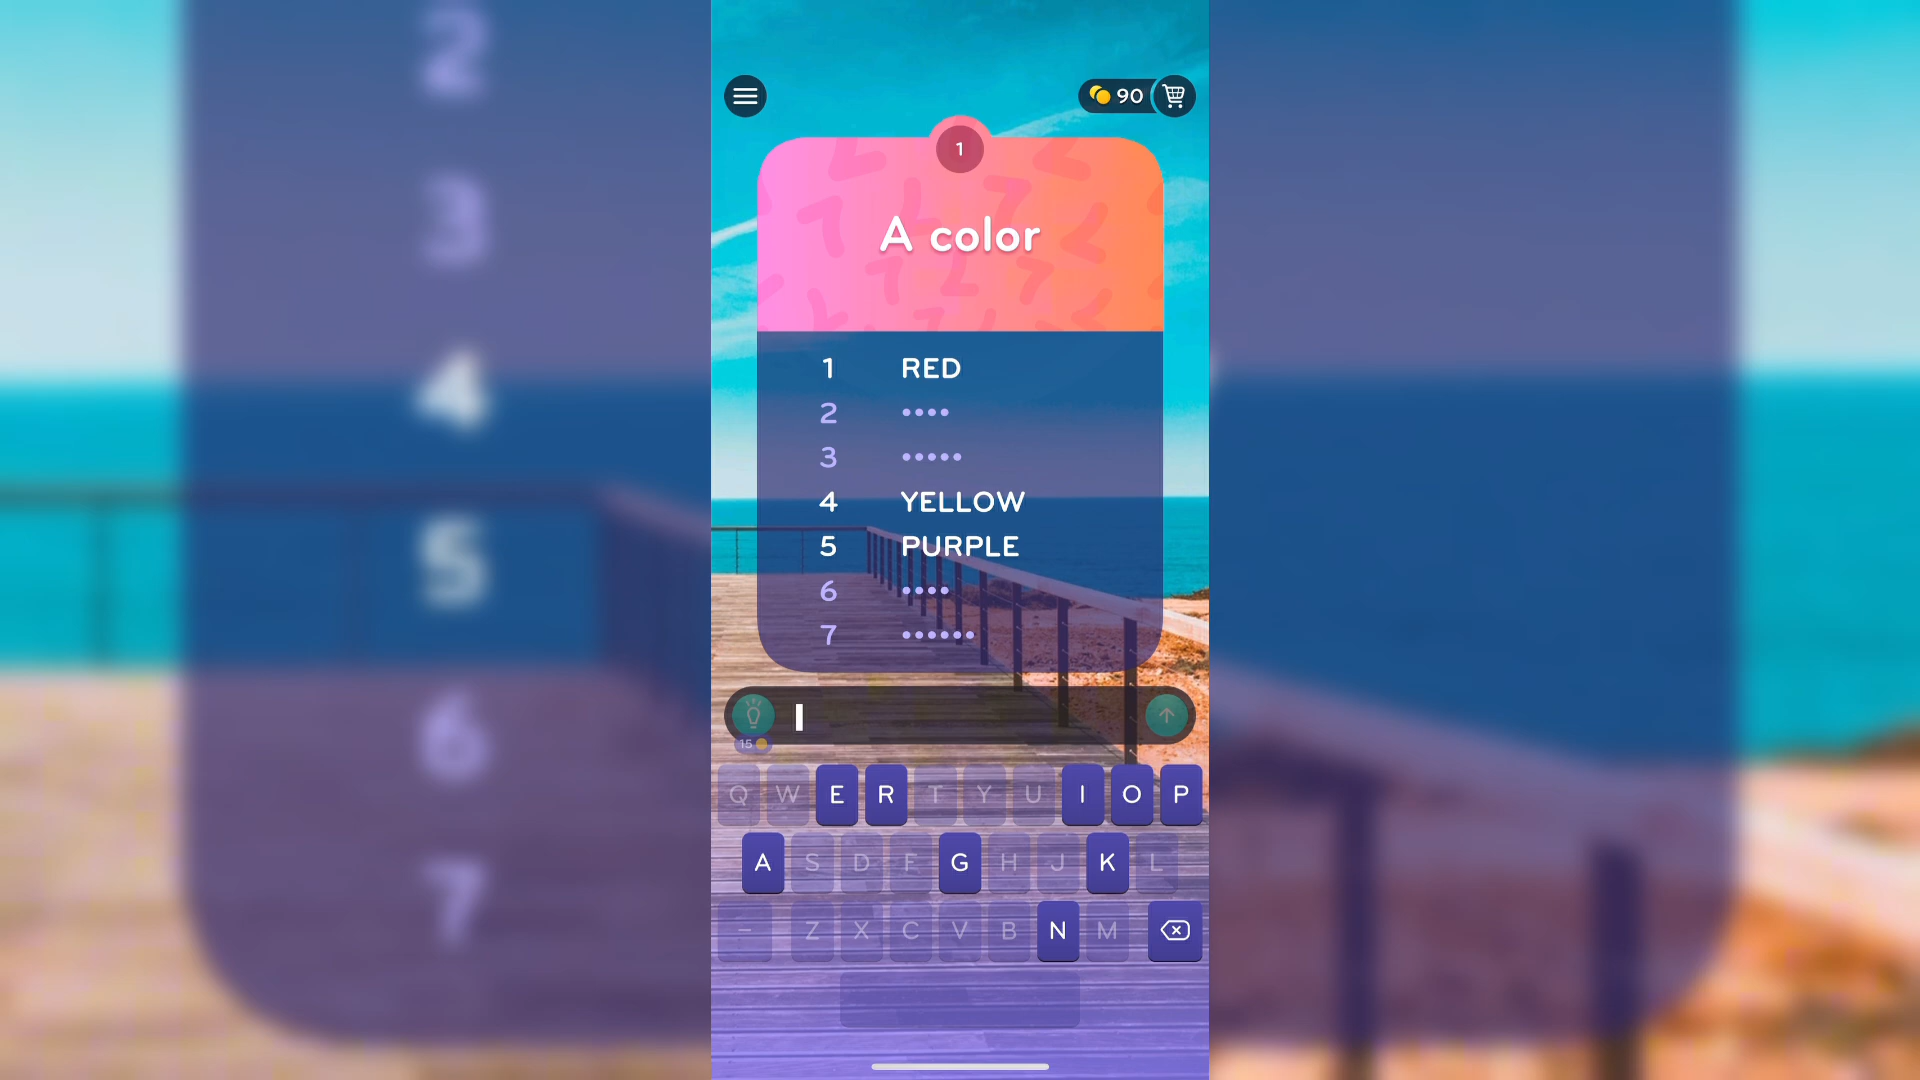 2
3
4
5
6
7
90
1
A color
1 RED
2 ••••
3 •••••
4 YELLOW
5 PURPLE
6 ••••
7 ••••••
15
Q W E R T Y U I O P
A S D F G H J K L
- Z X C V B N M